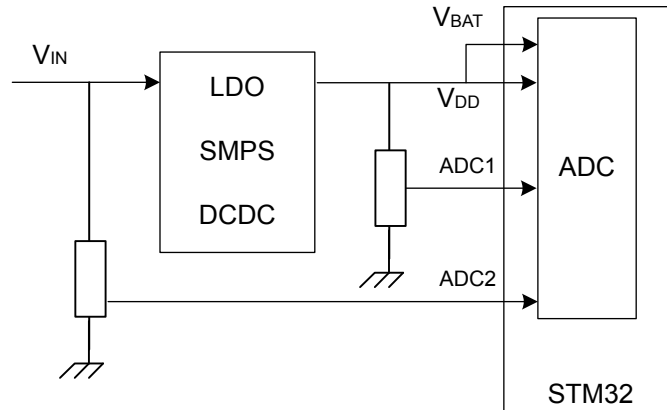 VBAT
VIN
LDO
VDD
SMPS
ADC1
ADC
DCDC
ADC2
STM32